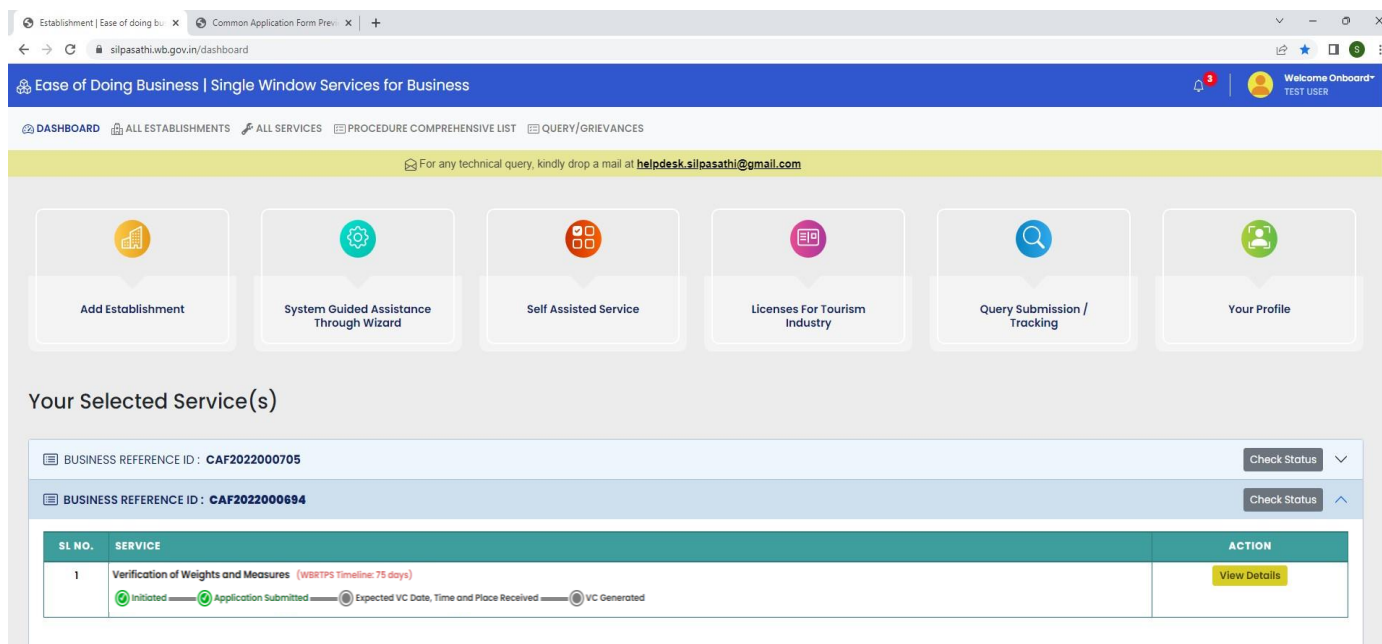 Establishment | Ease of doing bu
Common Application Form Previ
silpasathi.wb.gov.in/dashboard
S
Ease of Doing Business | Single Window Services for Business
3
Welcome Onboard
TEST USER
DASHBOARD ALL ESTABLISHMENTS ALL SERVICES PROCEDURE COMPREHENSIVE LIST QUERY/GRIEVANCES
For any technical query, kindly drop a mail at helpdesk.silpasathi@gmail.com
Add Establishment
System Guided Assistance
Through Wizard
Self Assisted Service
Licenses For Tourism
Industry
Query Submission /
Tracking
Your Profile
Your Selected Service(s)
BUSINESS REFERENCE ID : CAF2022000705 Check Status
BUSINESS REFERENCE ID : CAF2022000694 Check Status
SL NO. SERVICE ACTION
1 Verification of Weights and Measures (WBRTPS Timeline: 75 days) View Details
Initiated Application Submitted Expected VC Date, Time and Place Received VC Generated